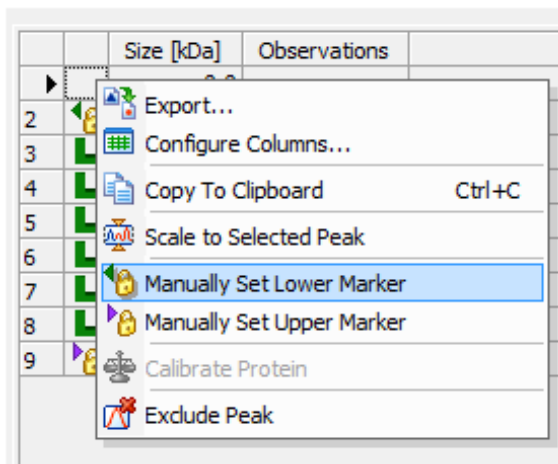 Size [kDa] Observations
2
3
4
5
6
7
8
9
Export...
Configure Columns...
Copy To Clipboard Ctrl+C
Scale to Selected Peak
Manually Set Lower Marker
Manually Set Upper Marker
Calibrate Protein
Exclude Peak